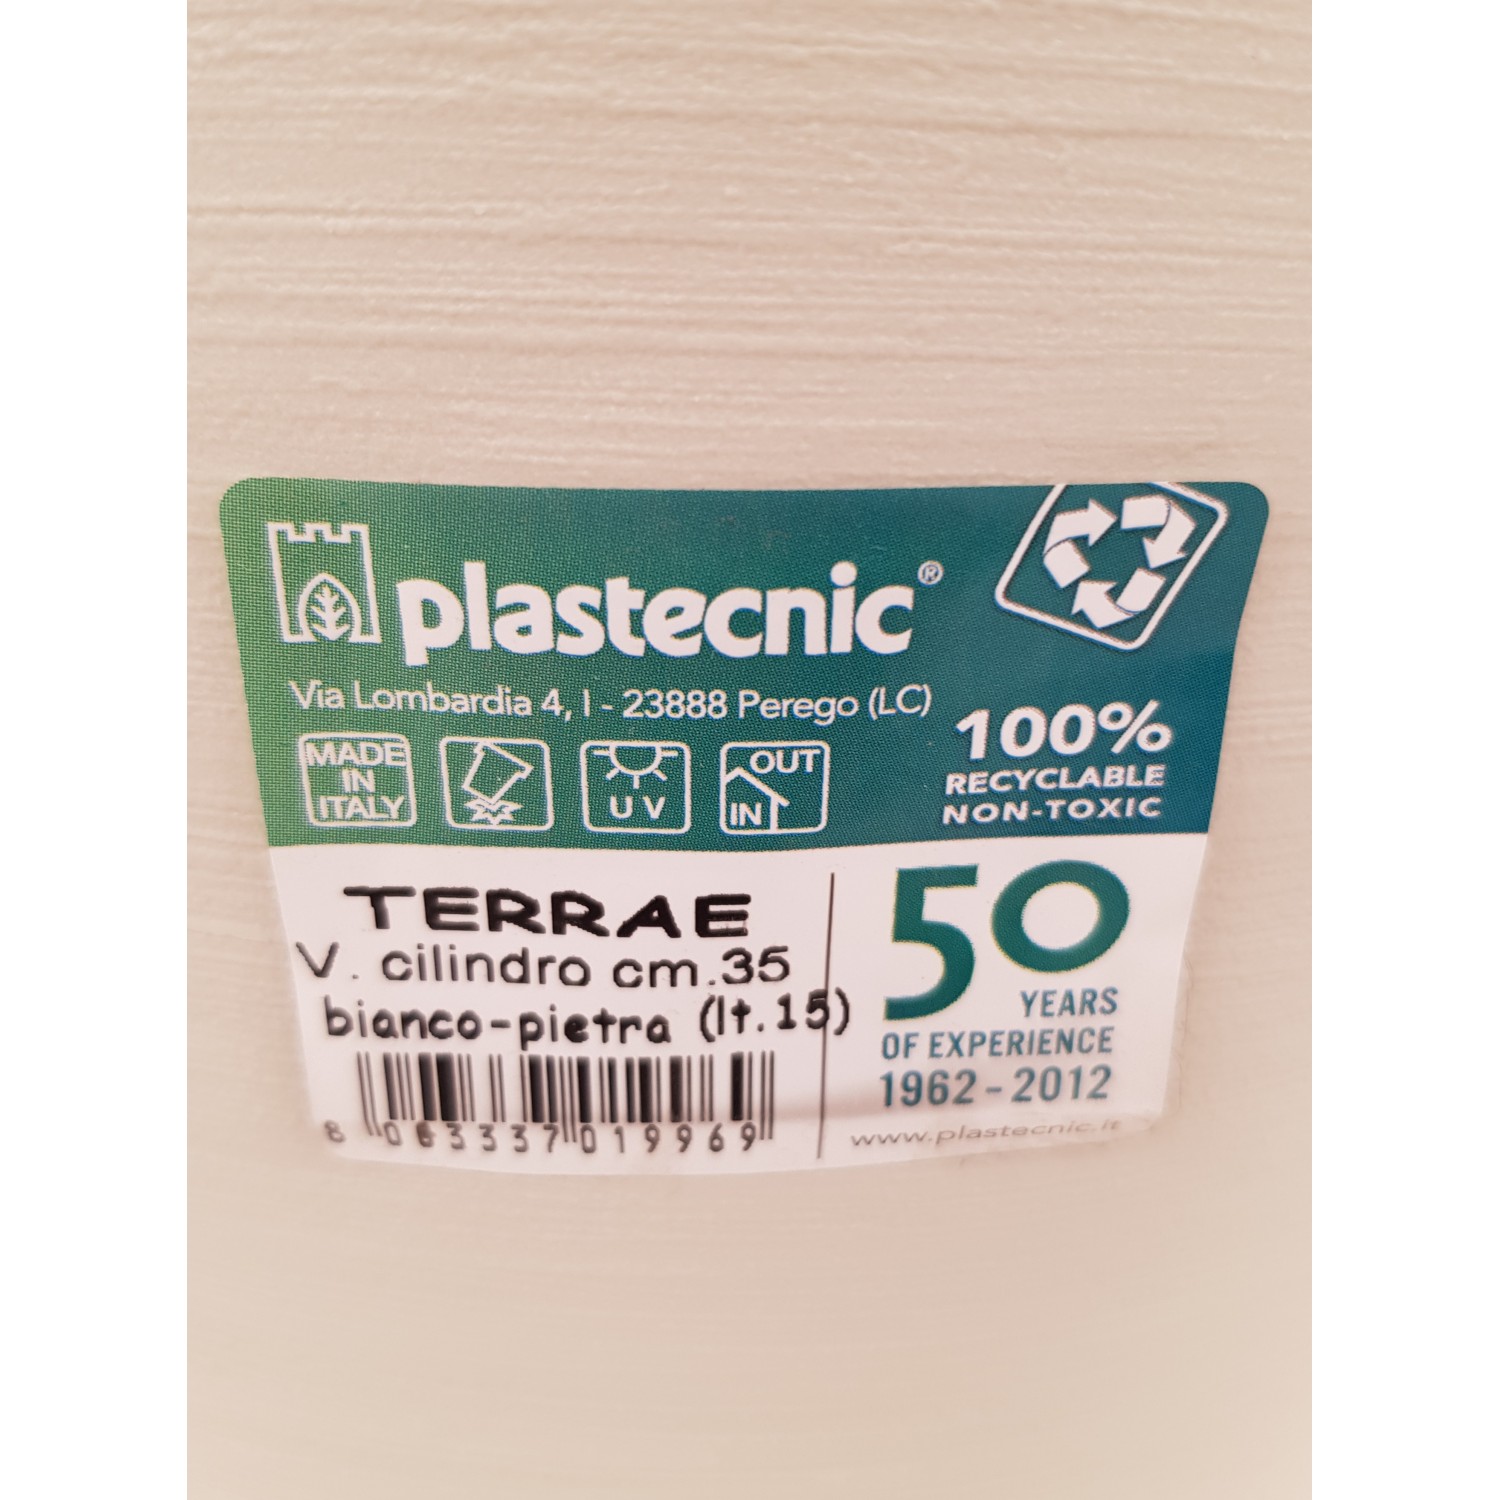 plastecnic®
Via Lombardia 4, I - 23888 Perego (LC)
MADE
IN
ITALY
UV
OUT
IN
100%
RECYCLABLE
NON-TOXIC
TERRAE
V. cilindro cm.35
bianco-pietra (lt.15)
8 003337 019969
50
YEARS
OF EXPERIENCE
1962-2012
www.plastecnic.it